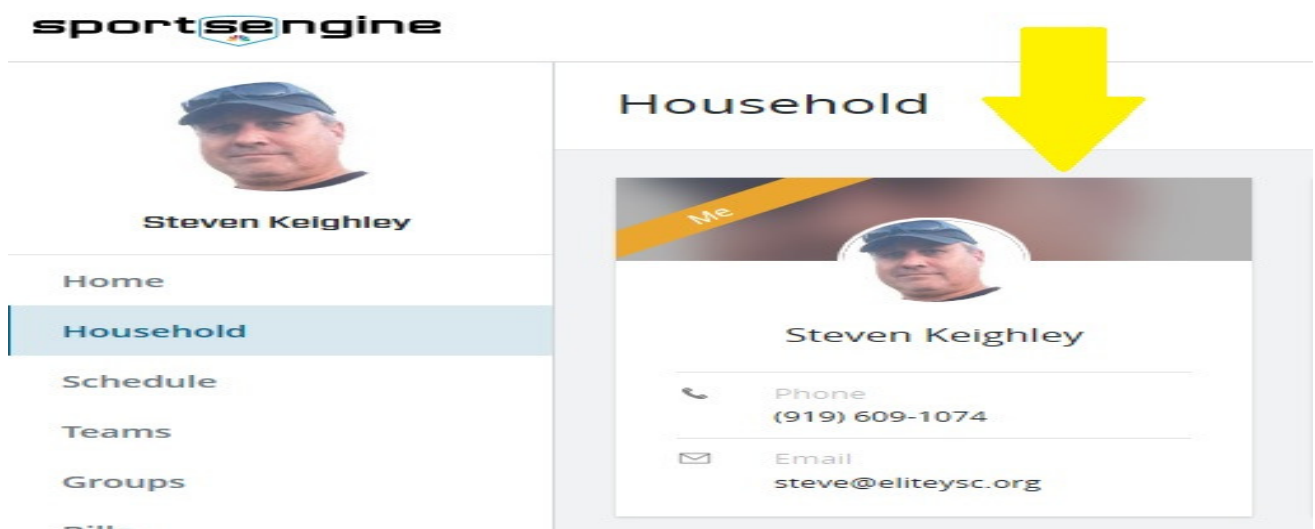 sportsengine
Steven Keighley
Home
Household
Schedule
Teams
Groups
Household
Me
Steven Keighley
Phone
(919) 609-1074
Email
steve@eliteysc.org